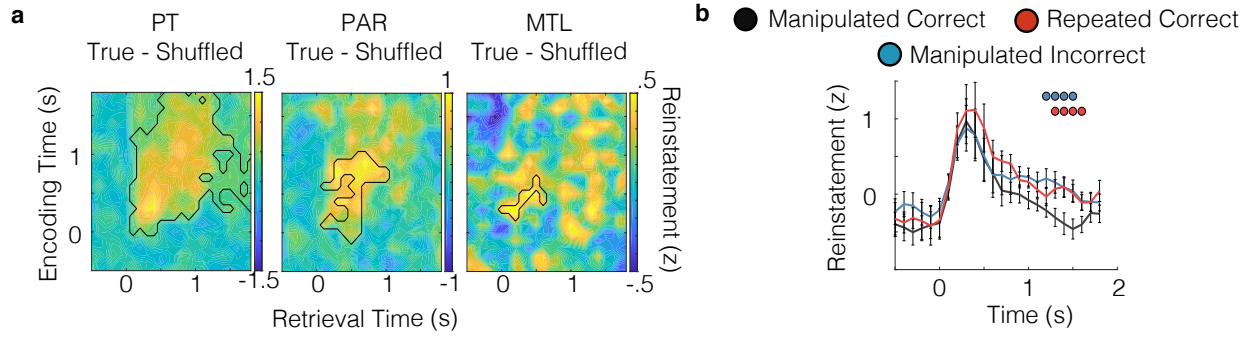 a
PT
True - Shuffled
PAR
True - Shuffled
MTL
True - Shuffled
1.5
1
.5
Encoding Time (s)
1
0
Reinstatement (z)
0
1
-1.5
0
1
-1
0
1
-.5
Retrieval Time (s)
b
Manipulated Correct
Repeated Correct
Manipulated Incorrect
Reinstatement (z)
1
0
0
1
2
Time (s)